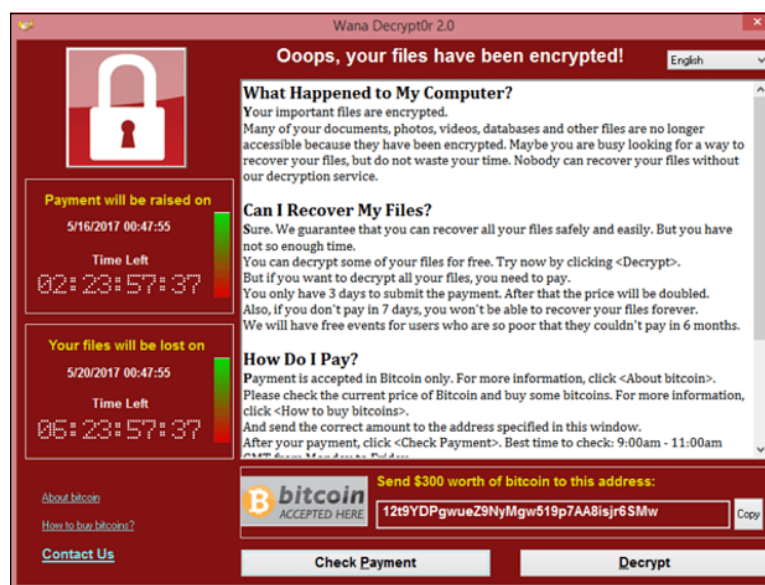 Wana Decrypt0r 2.0
Ooops, your files have been encrypted!
English
What Happened to My Computer?
Your important files are encrypted.
Many of your documents, photos, videos, databases and other files are no longer
accessible because they have been encrypted. Maybe you are busy looking for a way to
recover your files, but do not waste your time. Nobody can recover your files without
our decryption service.
Can I Recover My Files?
Sure. We guarantee that you can recover all your files safely and easily. But you have
not so enough time.
You can decrypt some of your files for free. Try now by clicking <Decrypt>.
But if you want to decrypt all your files, you need to pay.
You only have 3 days to submit the payment. After that the price will be doubled.
Also, if you don't pay in 7 days, you won't be able to recover your files forever.
We will have free events for users who are so poor that they couldn't pay in 6 months.
How Do I Pay?
Payment is accepted in Bitcoin only. For more information, click <About bitcoin>.
Please check the current price of Bitcoin and buy some bitcoins. For more information,
click <How to buy bitcoins>.
And send the correct amount to the address specified in this window.
After your payment, click <Check Payment>. Best time to check: 9:00am - 11:00am
GMT from Monday to Friday.
Payment will be raised on
5/16/2017 00:47:55
Time Left
02:23:57:37
Your files will be lost on
5/20/2017 00:47:55
Time Left
06:23:57:37
About bitcoin
How to buy bitcoins?
Contact Us
bitcoin
ACCEPTED HERE
Send $300 worth of bitcoin to this address:
12t9YDPgwueZ9NyMgw519p7AA8isjr6SMw
Copy
Check Payment
Decrypt